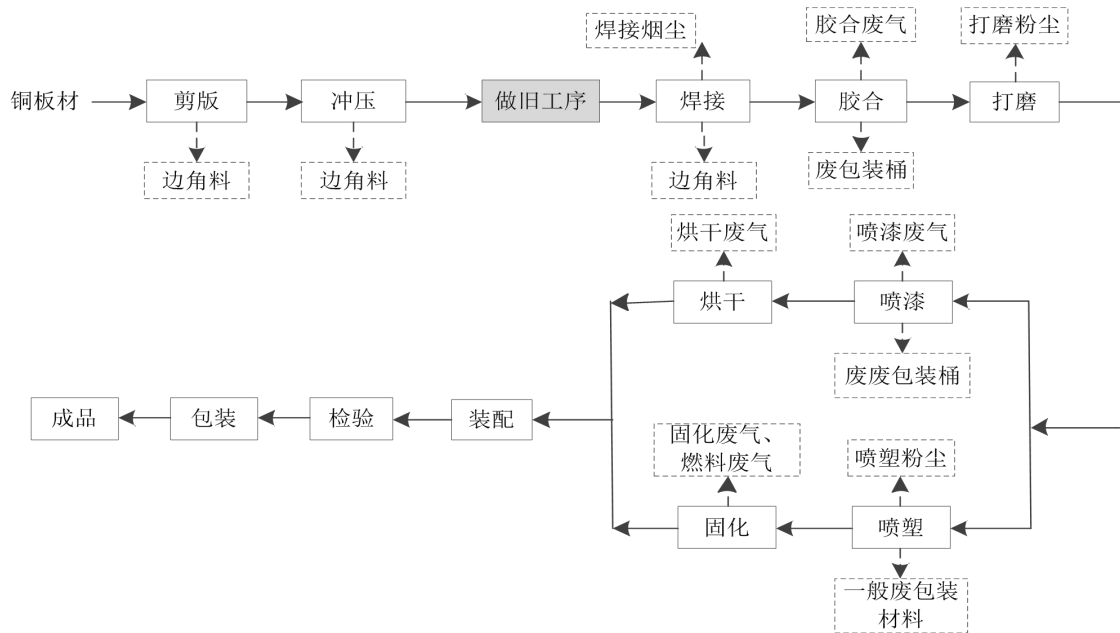 焊接烟尘
胶合废气
打磨粉尘
铜板材
剪版
冲压
做旧工序
焊接
胶合
打磨
边角料
边角料
边角料
废包装桶
烘干废气
喷漆废气
烘干
喷漆
废废包装桶
成品
包装
检验
装配
固化废气、
燃料废气
喷塑粉尘
固化
喷塑
一般废包装
材料